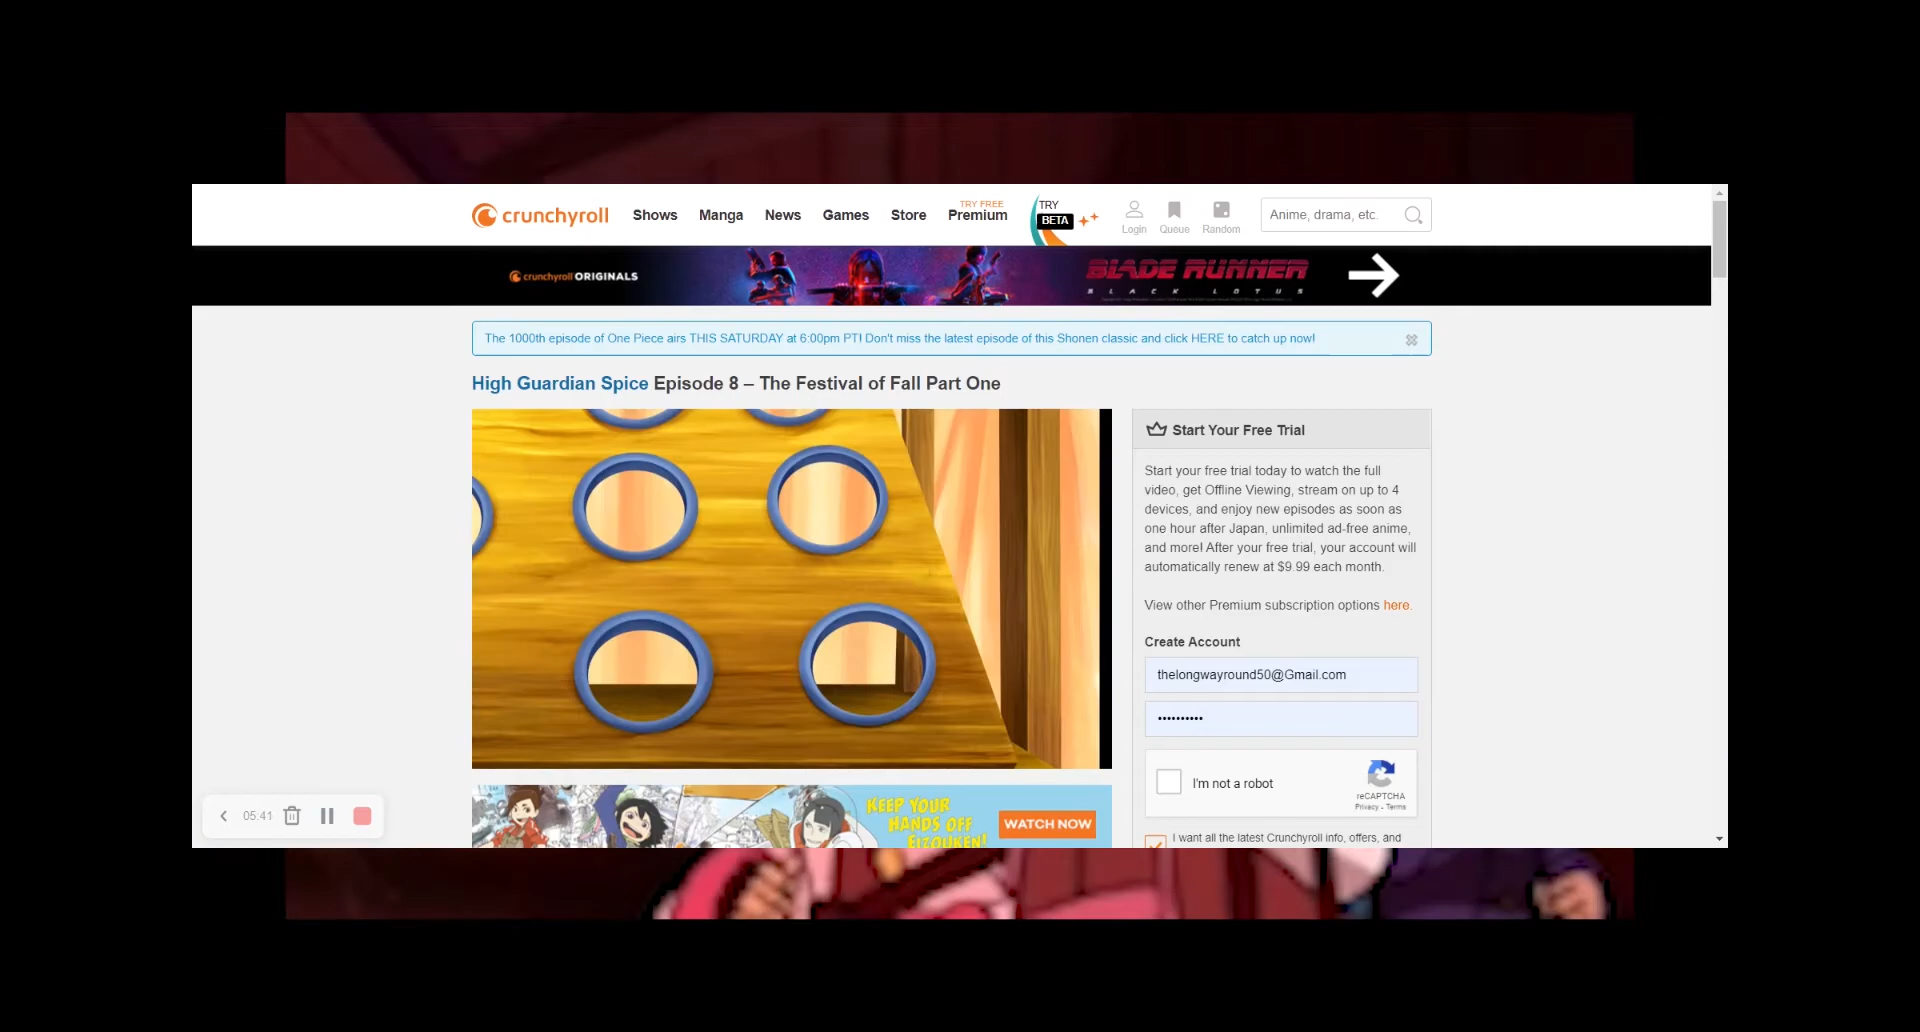 crunchyroll
Shows Manga News Games Store
TRY FREE
Premium
TRY
BETA
Login Queue Random
Anime, drama, etc.
crunchyroll ORIGINALS
BLADE RUNNER
BLACK LOTUS
The 1000th episode of One Piece airs THIS SATURDAY at 6:00pm PT! Don't miss the latest episode of this Shonen classic and click HERE to catch up now!
High Guardian Spice Episode 8 – The Festival of Fall Part One
Start Your Free Trial
Start your free trial today to watch the full
video, get Offline Viewing, stream on up to 4
devices, and enjoy new episodes as soon as
one hour after Japan, unlimited ad-free anime,
and more! After your free trial, your account will
automatically renew at $9.99 each month.
View other Premium subscription options here.
Create Account
thelongwayround50@Gmail.com
••••••••••
I'm not a robot
reCAPTCHA
Privacy - Terms
I want all the latest Crunchyroll info, offers, and
05:41
KEEP YOUR
HANDS OFF
EIZOUKEN!
WATCH NOW